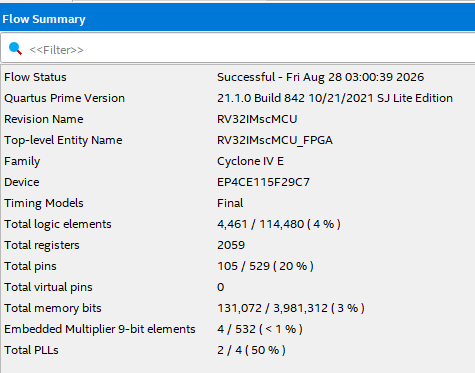 Flow Summary
<<Filter>>
Flow Status Successful - Fri Aug 28 03:00:39 2026
Quartus Prime Version 21.1.0 Build 842 10/21/2021 SJ Lite Edition
Revision Name RV32IMscMCU
Top-level Entity Name RV32IMscMCU_FPGA
Family Cyclone IV E
Device EP4CE115F29C7
Timing Models Final
Total logic elements 4,461 / 114,480 ( 4 % )
Total registers 2059
Total pins 105 / 529 ( 20 % )
Total virtual pins 0
Total memory bits 131,072 / 3,981,312 ( 3 % )
Embedded Multiplier 9-bit elements 4 / 532 ( < 1 % )
Total PLLs 2 / 4 ( 50 % )